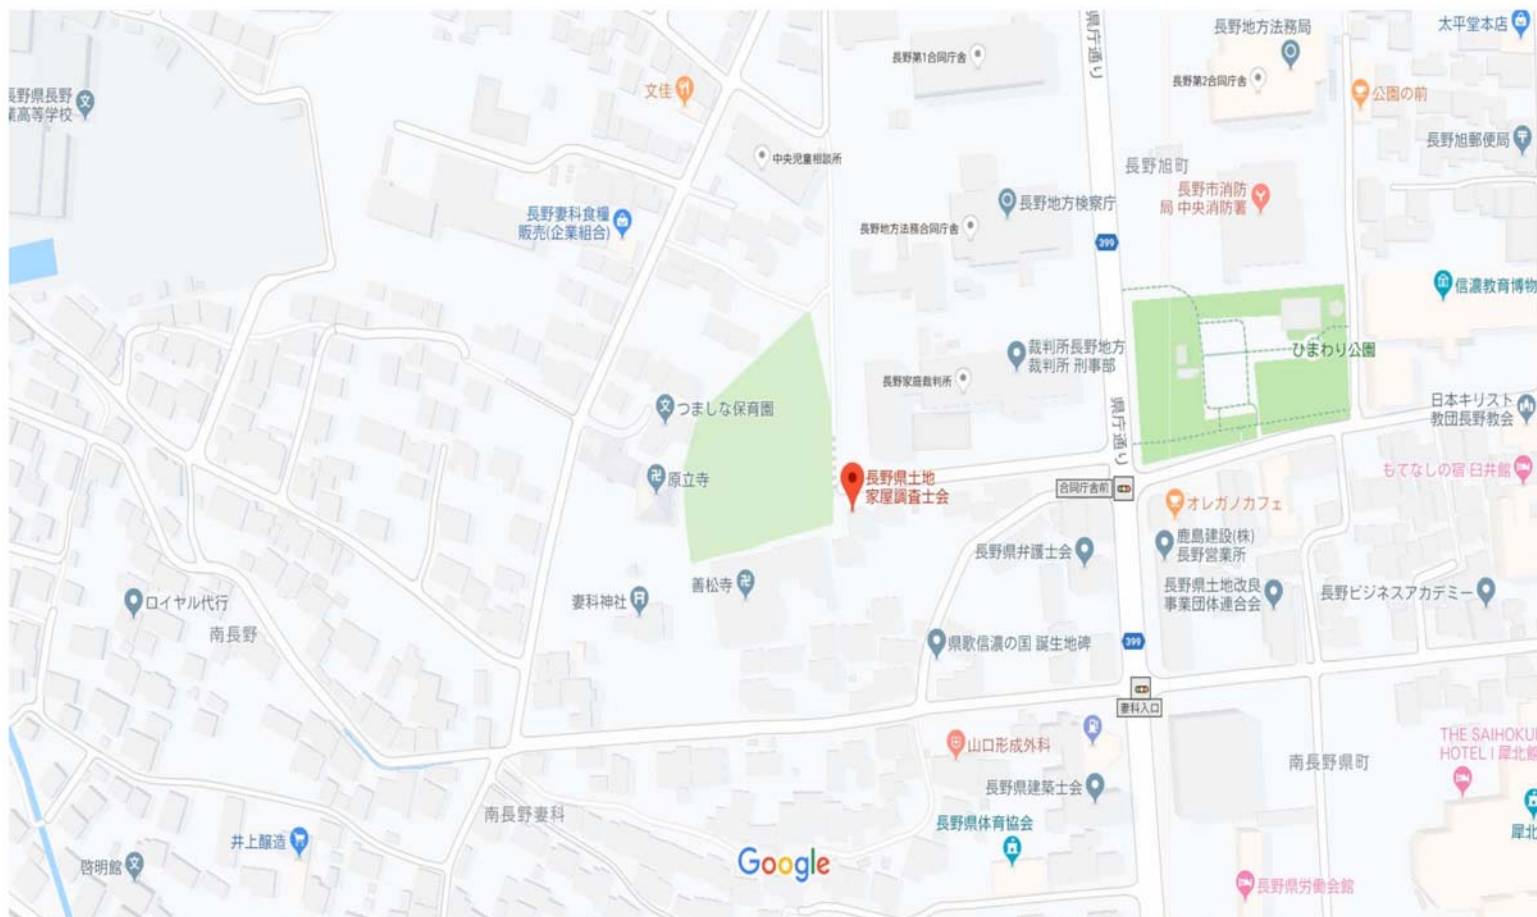 県庁通り
長野地方法務局
太平堂本店
長野第1合同庁舎
長野第2合同庁舎
文佳
公園の前
長野県長野
業高等学校
長野旭郵便局
中央児童相談所
長野旭町
長野市消防
局 中央消防署
長野地方検察庁
長野妻科食糧
販売(企業組合)
長野地方法務合同庁舎
399
信濃教育博物
裁判所長野地方
裁判所 刑事部
ひまわり公園
長野家庭裁判所
つましな保育園
県庁通り
日本キリスト
教団長野教会
原立寺
長野県土地
家屋調査士会
もてなしの宿 臼井館
合同庁舎前
オレガノカフェ
長野県弁護士会
鹿島建設(株)
長野営業所
善松寺
妻科神社
長野県土地改良
事業団体連合会
長野ビジネスアカデミー
ロイヤル代行
南長野
県歌信濃の国 誕生地碑
399
妻科入口
山口形成外科
THE SAIHOKU
HOTEL | 犀北館
南長野県町
長野県建築士会
南長野妻科
長野県体育協会
井上醸造
犀北
啓明館
Google
長野県労働会館